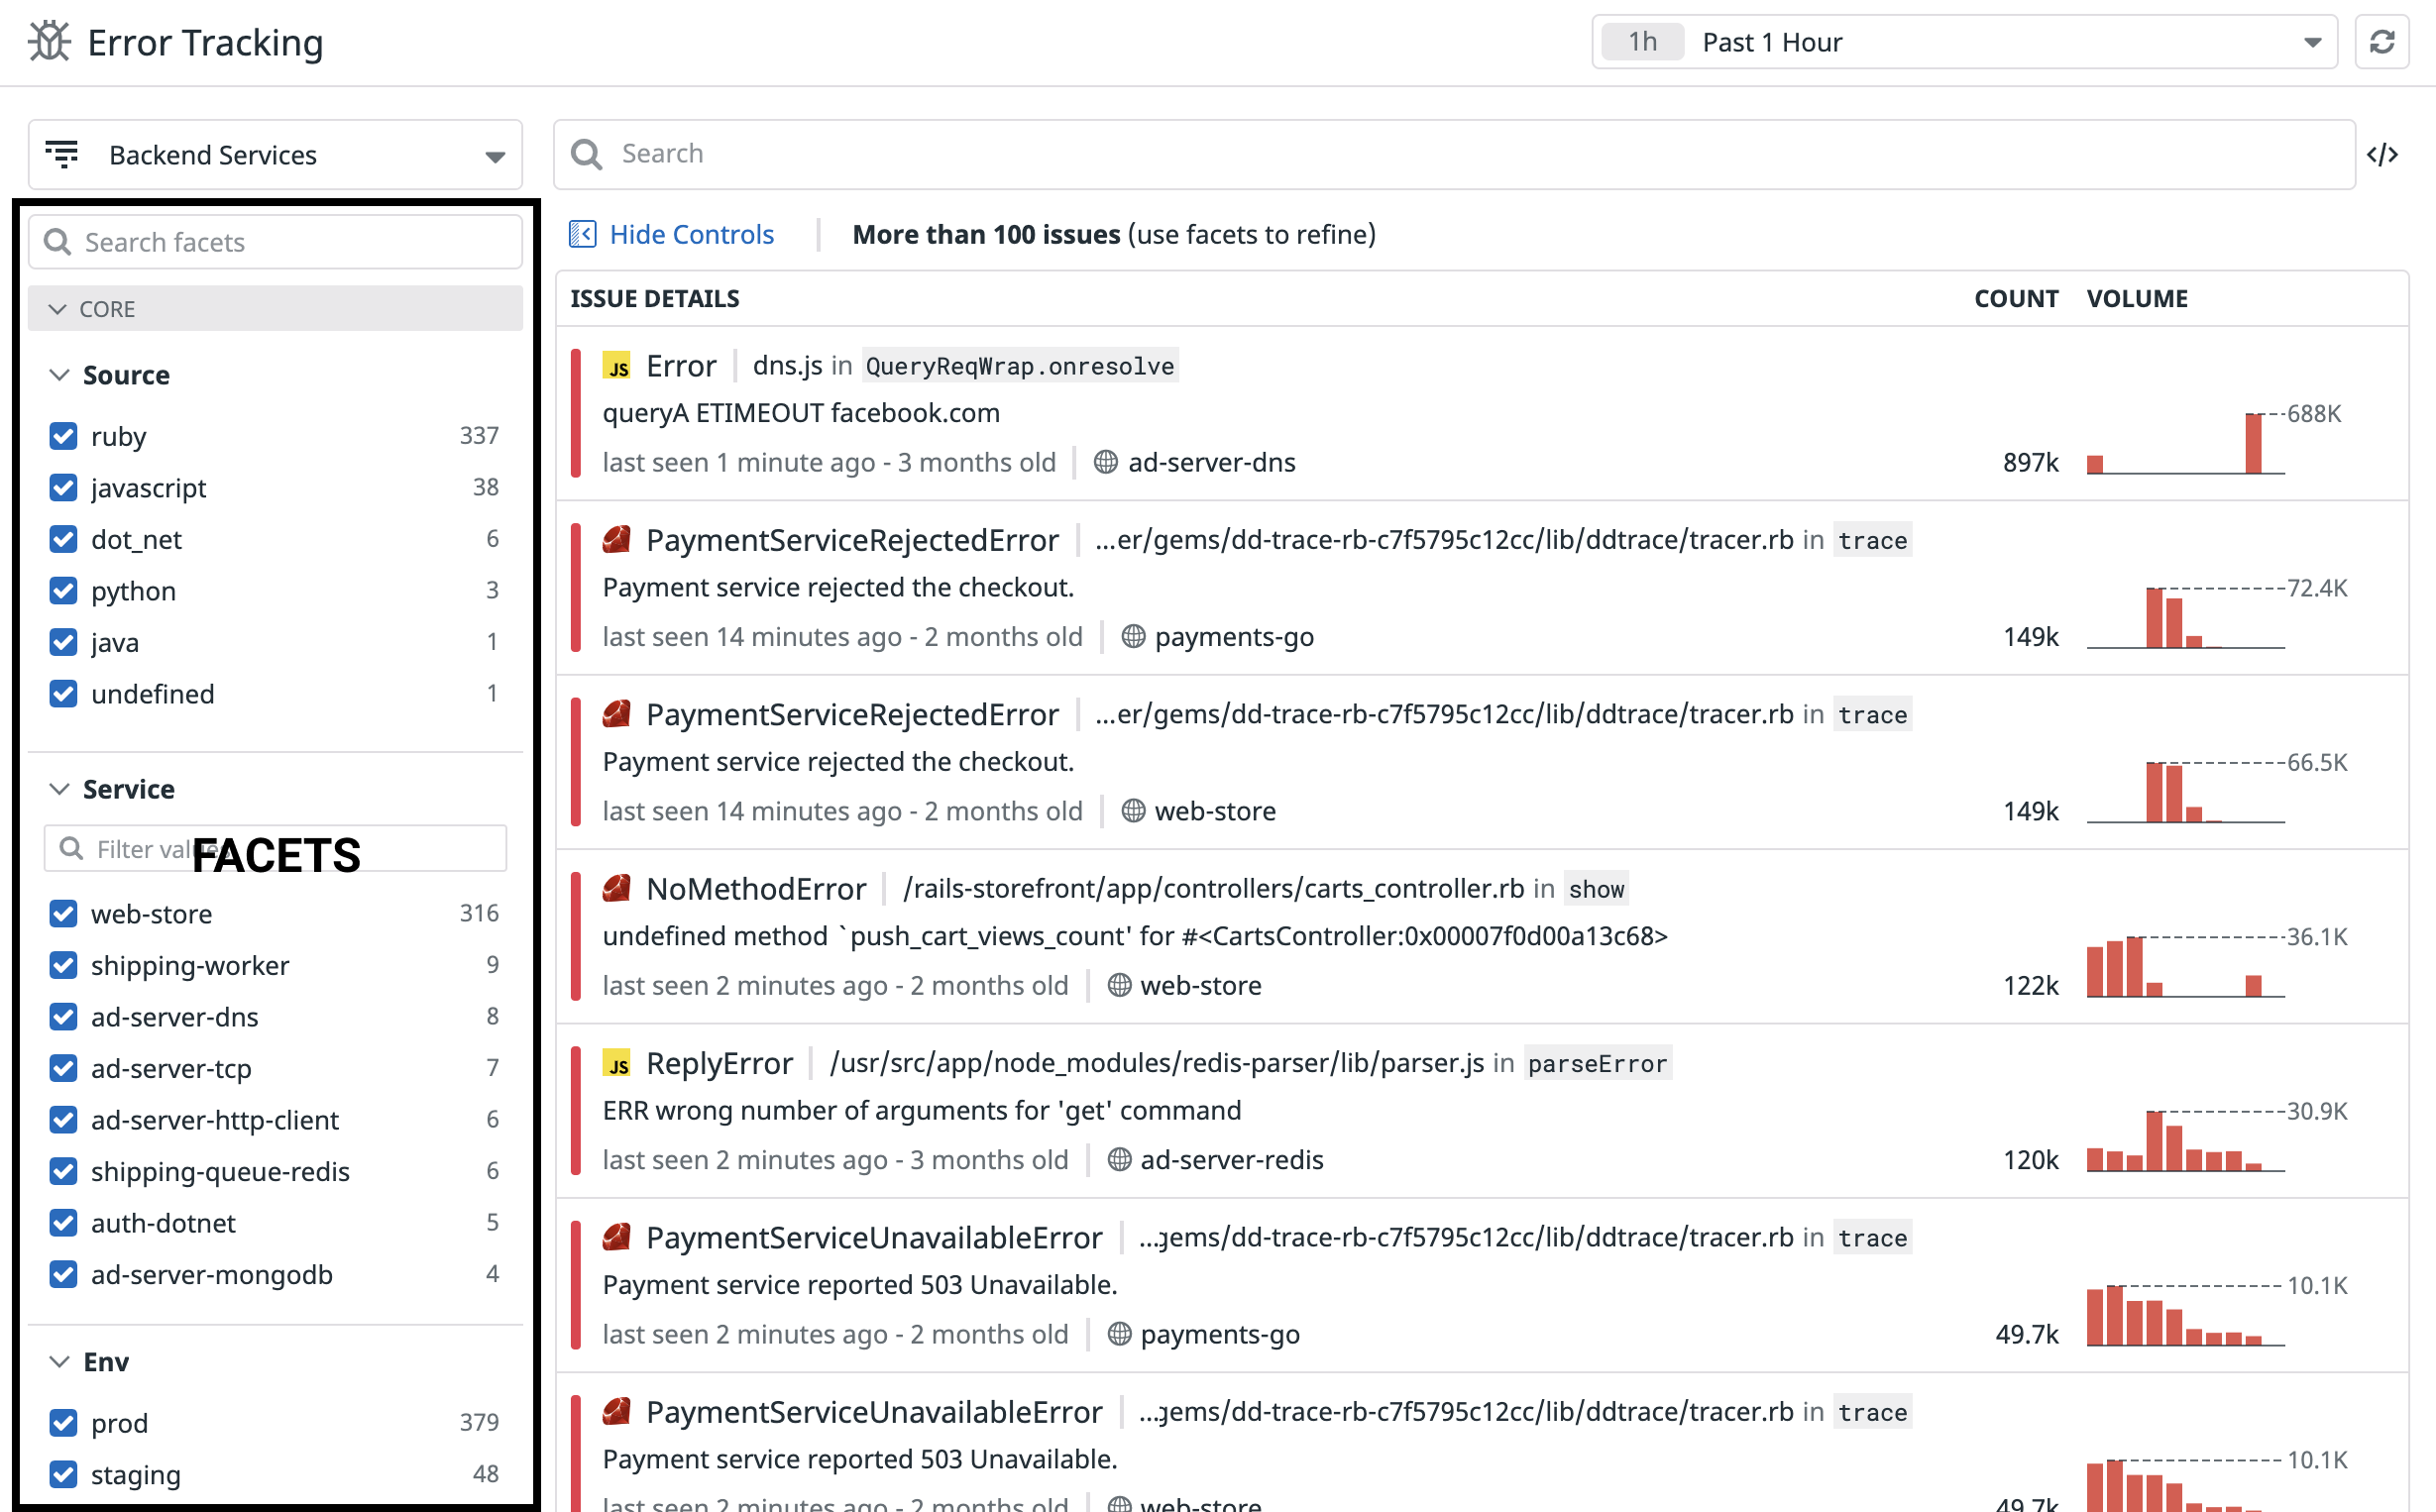 Error Tracking
1h Past 1 Hour
Backend Services
Search
</>
Search facets
CORE
Source
ruby 337
javascript 38
dot_net 6
python 3
java 1
undefined 1
Service
Filter values
FACETS
web-store 316
shipping-worker 9
ad-server-dns 8
ad-server-tcp 7
ad-server-http-client 6
shipping-queue-redis 6
auth-dotnet 5
ad-server-mongodb 4
Env
prod 379
staging 48
Hide Controls More than 100 issues (use facets to refine)
ISSUE DETAILS COUNT VOLUME
JS Error dns.js in QueryReqWrap.onresolve
queryA ETIMEOUT facebook.com
last seen 1 minute ago - 3 months old ad-server-dns 897k 688K
PaymentServiceRejectedError ...er/gems/dd-trace-rb-c7f5795c12cc/lib/ddtrace/tracer.rb in trace
Payment service rejected the checkout.
last seen 14 minutes ago - 2 months old payments-go 149k 72.4K
PaymentServiceRejectedError ...er/gems/dd-trace-rb-c7f5795c12cc/lib/ddtrace/tracer.rb in trace
Payment service rejected the checkout.
last seen 14 minutes ago - 2 months old web-store 149k 66.5K
NoMethodError /rails-storefront/app/controllers/carts_controller.rb in show
undefined method `push_cart_views_count' for #<CartsController:0x00007f0d00a13c68>
last seen 2 minutes ago - 2 months old web-store 122k 36.1K
JS ReplyError /usr/src/app/node_modules/redis-parser/lib/parser.js in parseError
ERR wrong number of arguments for 'get' command
last seen 2 minutes ago - 3 months old ad-server-redis 120k 30.9K
PaymentServiceUnavailableError ...gems/dd-trace-rb-c7f5795c12cc/lib/ddtrace/tracer.rb in trace
Payment service reported 503 Unavailable.
last seen 2 minutes ago - 2 months old payments-go 49.7k 10.1K
PaymentServiceUnavailableError ...gems/dd-trace-rb-c7f5795c12cc/lib/ddtrace/tracer.rb in trace
Payment service reported 503 Unavailable.
last seen 2 minutes ago - 2 months old web-store 49.7k 10.1K